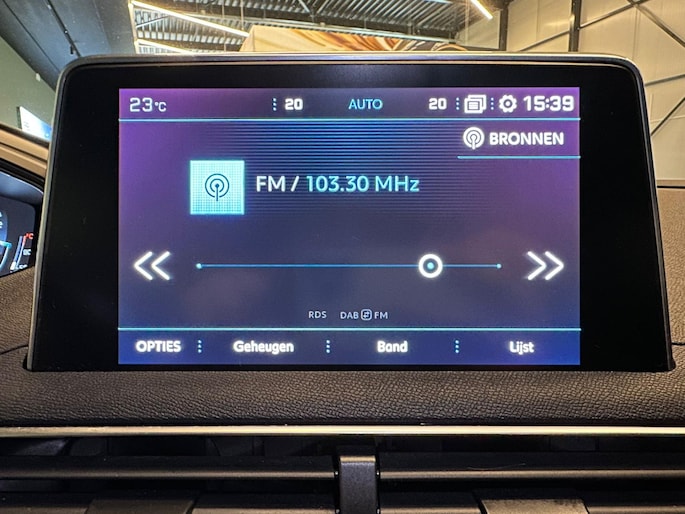 23°C 20 AUTO 20 15:39
BRONNEN
FM / 103.30 MHz
RDS DAB FM
OPTIES Geheugen Band Lijst